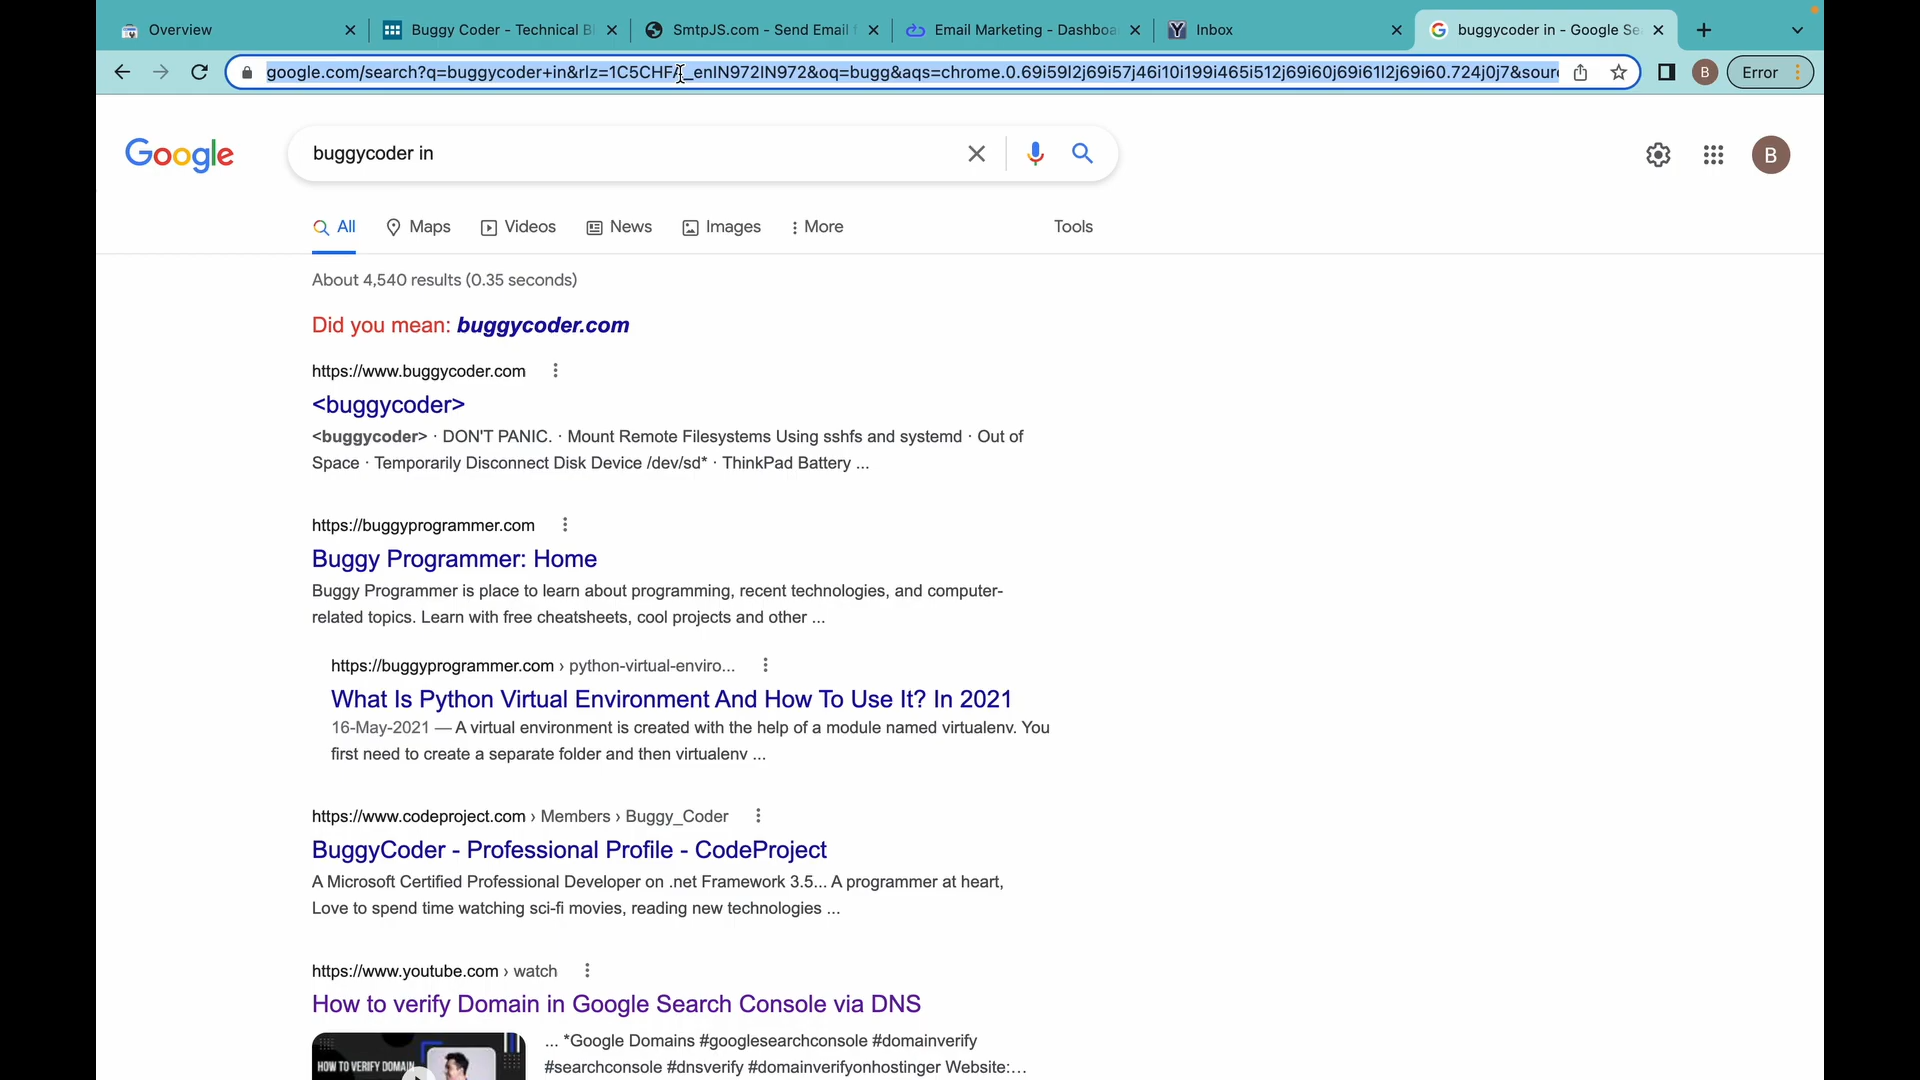 Overview
Buggy Coder - Technical Bl
SmtpJS.com - Send Email f
Email Marketing - Dashboa
Inbox
buggycoder in - Google Se
google.com/search?q=buggycoder+in&rlz=1C5CHFA_enIN972IN972&oq=bugg&aqs=chrome.0.69i59l2j69i57j46i10i199i465i512j69i60j69i61l2j69i60.724j0j7&sour
B
Error
Google
buggycoder in
B
All
Maps
Videos
News
Images
More
Tools
About 4,540 results (0.35 seconds)
Did you mean: buggycoder.com
https://www.buggycoder.com
<buggycoder>
<buggycoder> · DON'T PANIC. · Mount Remote Filesystems Using sshfs and systemd · Out of
Space · Temporarily Disconnect Disk Device /dev/sd* · ThinkPad Battery ...
https://buggyprogrammer.com
Buggy Programmer: Home
Buggy Programmer is place to learn about programming, recent technologies, and computer-
related topics. Learn with free cheatsheets, cool projects and other ...
https://buggyprogrammer.com › python-virtual-enviro...
What Is Python Virtual Environment And How To Use It? In 2021
16-May-2021 — A virtual environment is created with the help of a module named virtualenv. You
first need to create a separate folder and then virtualenv ...
https://www.codeproject.com › Members › Buggy_Coder
BuggyCoder - Professional Profile - CodeProject
A Microsoft Certified Professional Developer on .net Framework 3.5... A programmer at heart,
Love to spend time watching sci-fi movies, reading new technologies ...
https://www.youtube.com › watch
How to verify Domain in Google Search Console via DNS
... *Google Domains #googlesearchconsole #domainverify
#searchconsole #dnsverify #domainverifyonhostinger Website:...
HOW TO VERIFY DOMAIN